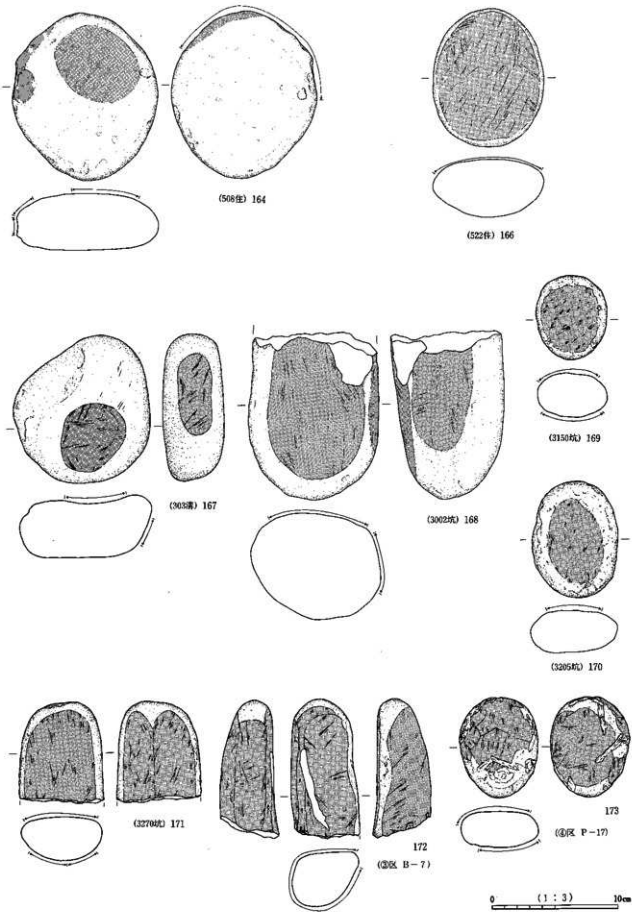 (508住) 164
(522住) 166
(3150坑) 169
(303溝) 167
(3002坑) 168
(3205坑) 170
(3270坑) 171
172
(③区 B-7)
173
(④区 P-17)
0 (1:3) 10cm